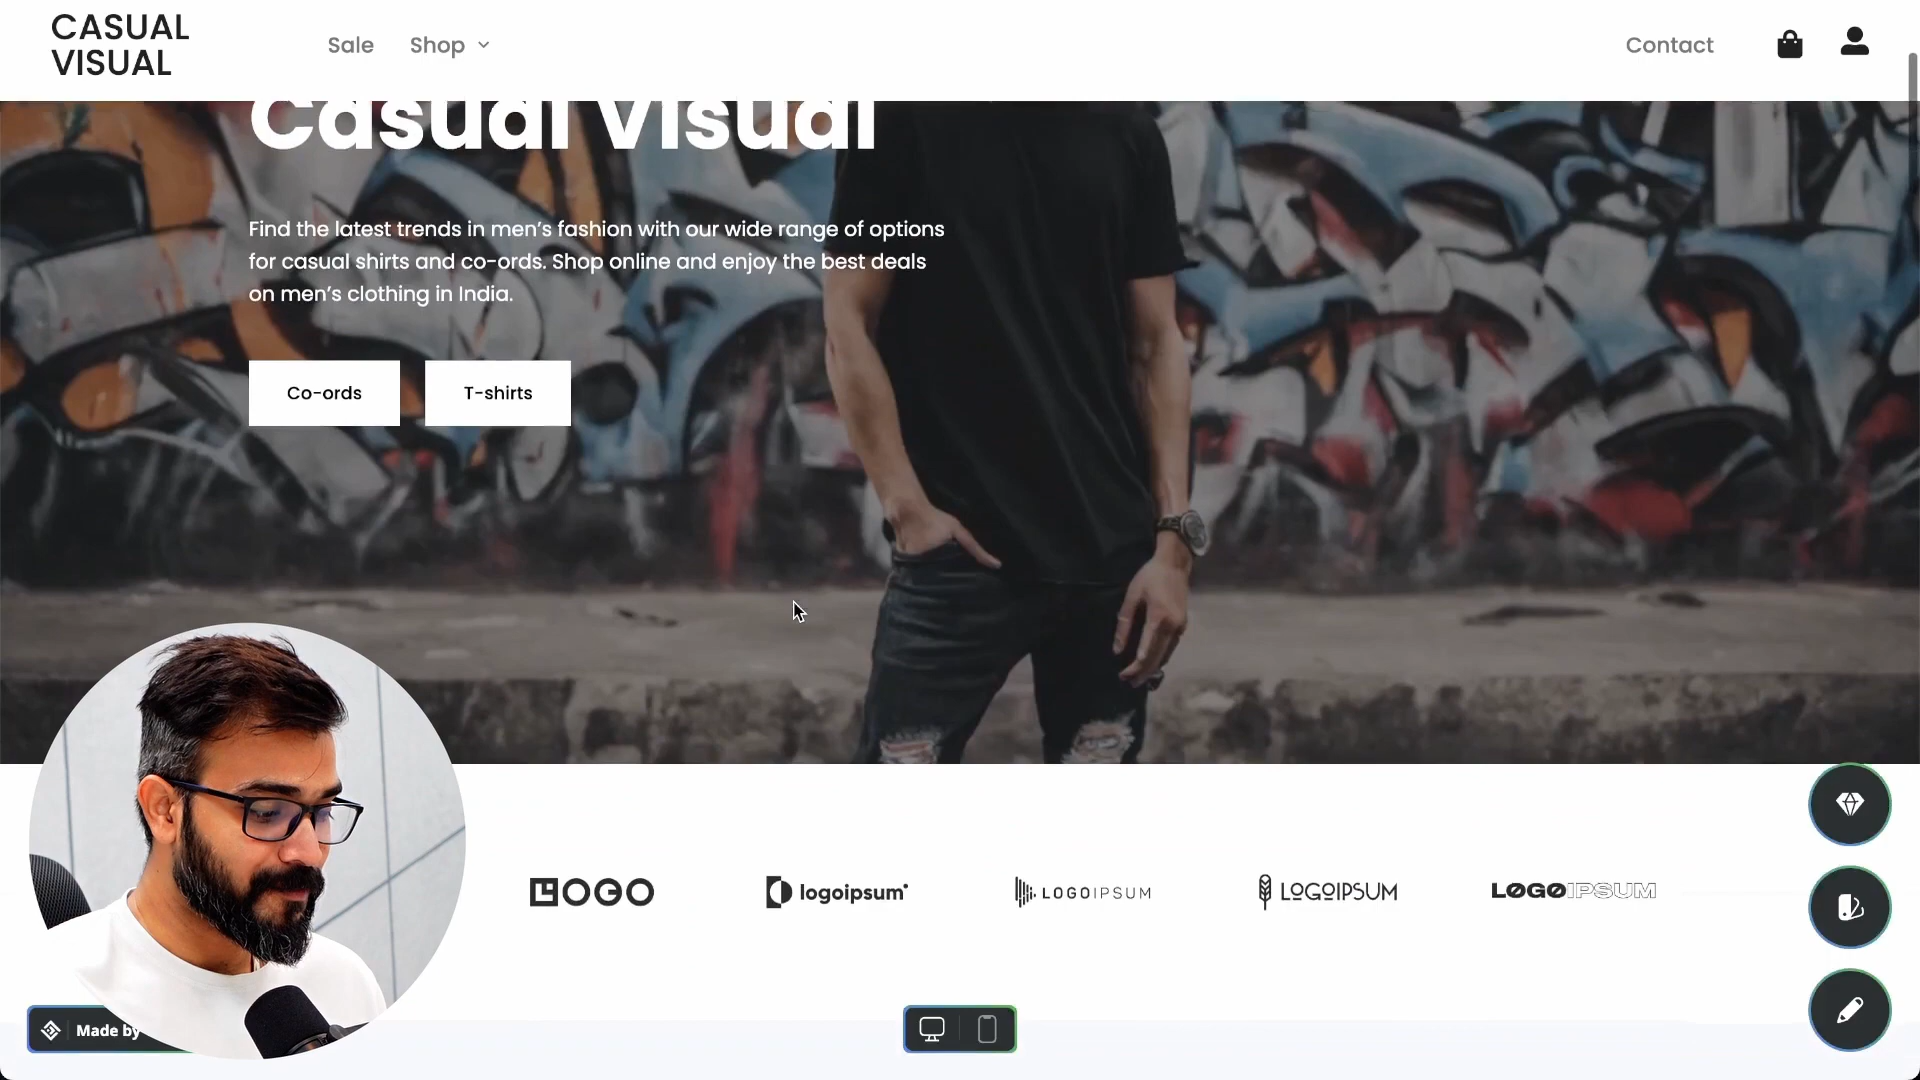 CASUAL
VISUAL
Sale
Shop
Contact
Casual Visual
Find the latest trends in men’s fashion with our wide range of options
for casual shirts and co-ords. Shop online and enjoy the best deals
on men’s clothing in India.
Co-ords
T-shirts
LOGO
logoipsum
LOGOIPSUM
LOGOIPSUM
LOGOIPSUM
Made by